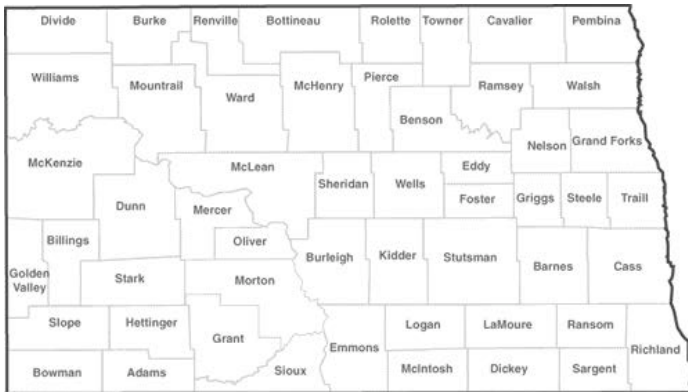 Divide
Burke
Renville
Bottineau
Rolette
Towner
Cavalier
Pembina
Williams
Mountrail
Ward
McHenry
Pierce
Benson
Ramsey
Walsh
McKenzie
Dunn
McLean
Mercer
Oliver
Sheridan
Wells
Eddy
Foster
Nelson
Grand Forks
Griggs
Steele
Traill
Golden
Valley
Billings
Stark
Morton
Burleigh
Kidder
Stutsman
Barnes
Cass
Slope
Hettinger
Grant
Emmons
Logan
LaMoure
Ransom
Richland
Bowman
Adams
Sioux
McIntosh
Dickey
Sargent